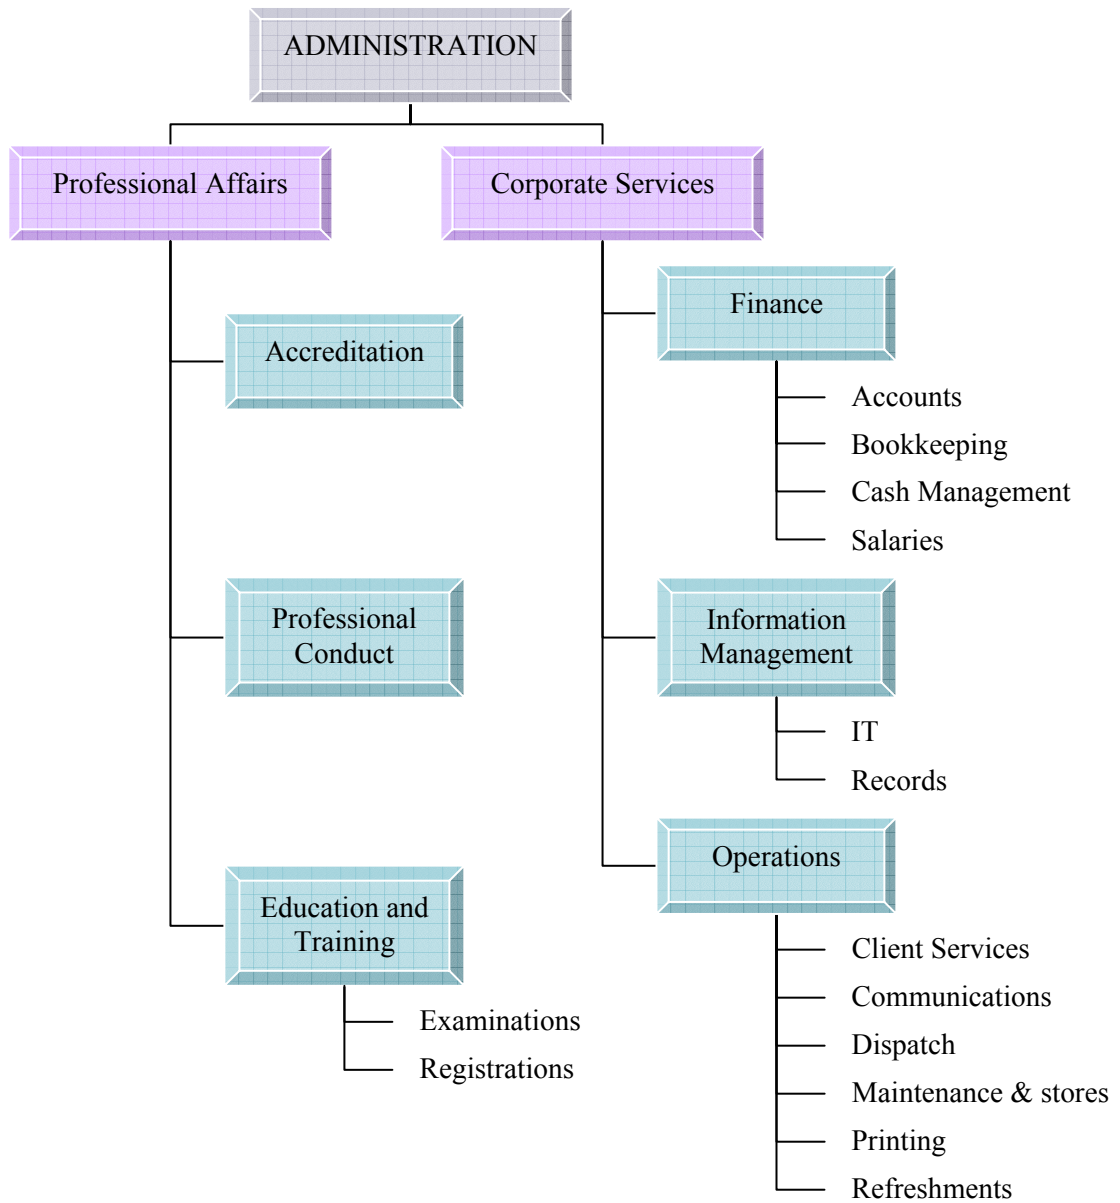 ADMINISTRATION
Professional Affairs
Corporate Services
Accreditation
Professional
Conduct
Education and
Training
Examinations
Registrations
Finance
Accounts
Bookkeeping
Cash Management
Salaries
Information
Management
IT
Records
Operations
Client Services
Communications
Dispatch
Maintenance & stores
Printing
Refreshments